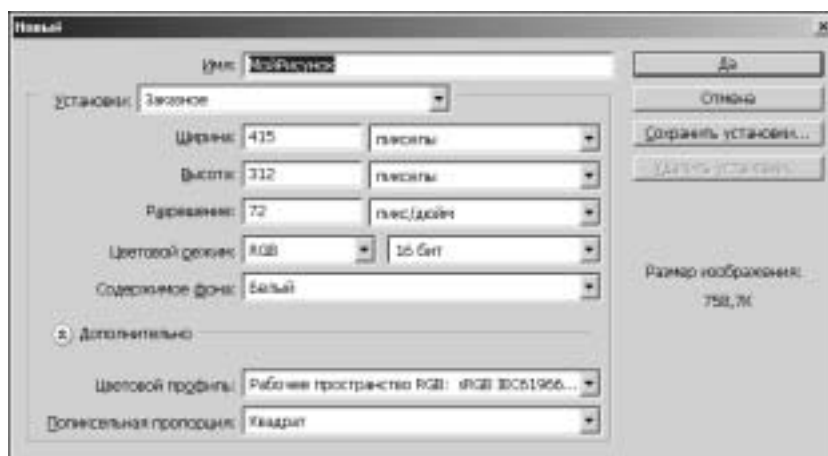 Новый
Имя: МойРисунок
Да
Установки: Заказное
Отмена
Ширина: 415 пикселы
Сохранить установки...
Высота: 312 пикселы
Удалить установки...
Разрешение: 72 пикс/дюйм
Цветовой режим: RGB 16 бит
Размер изображения:
Содержимое фона: Белый
758,7K
Дополнительно
Цветовой профиль: Рабочее пространство RGB: sRGB IEC61966...
Попиксельная пропорция: Квадрат